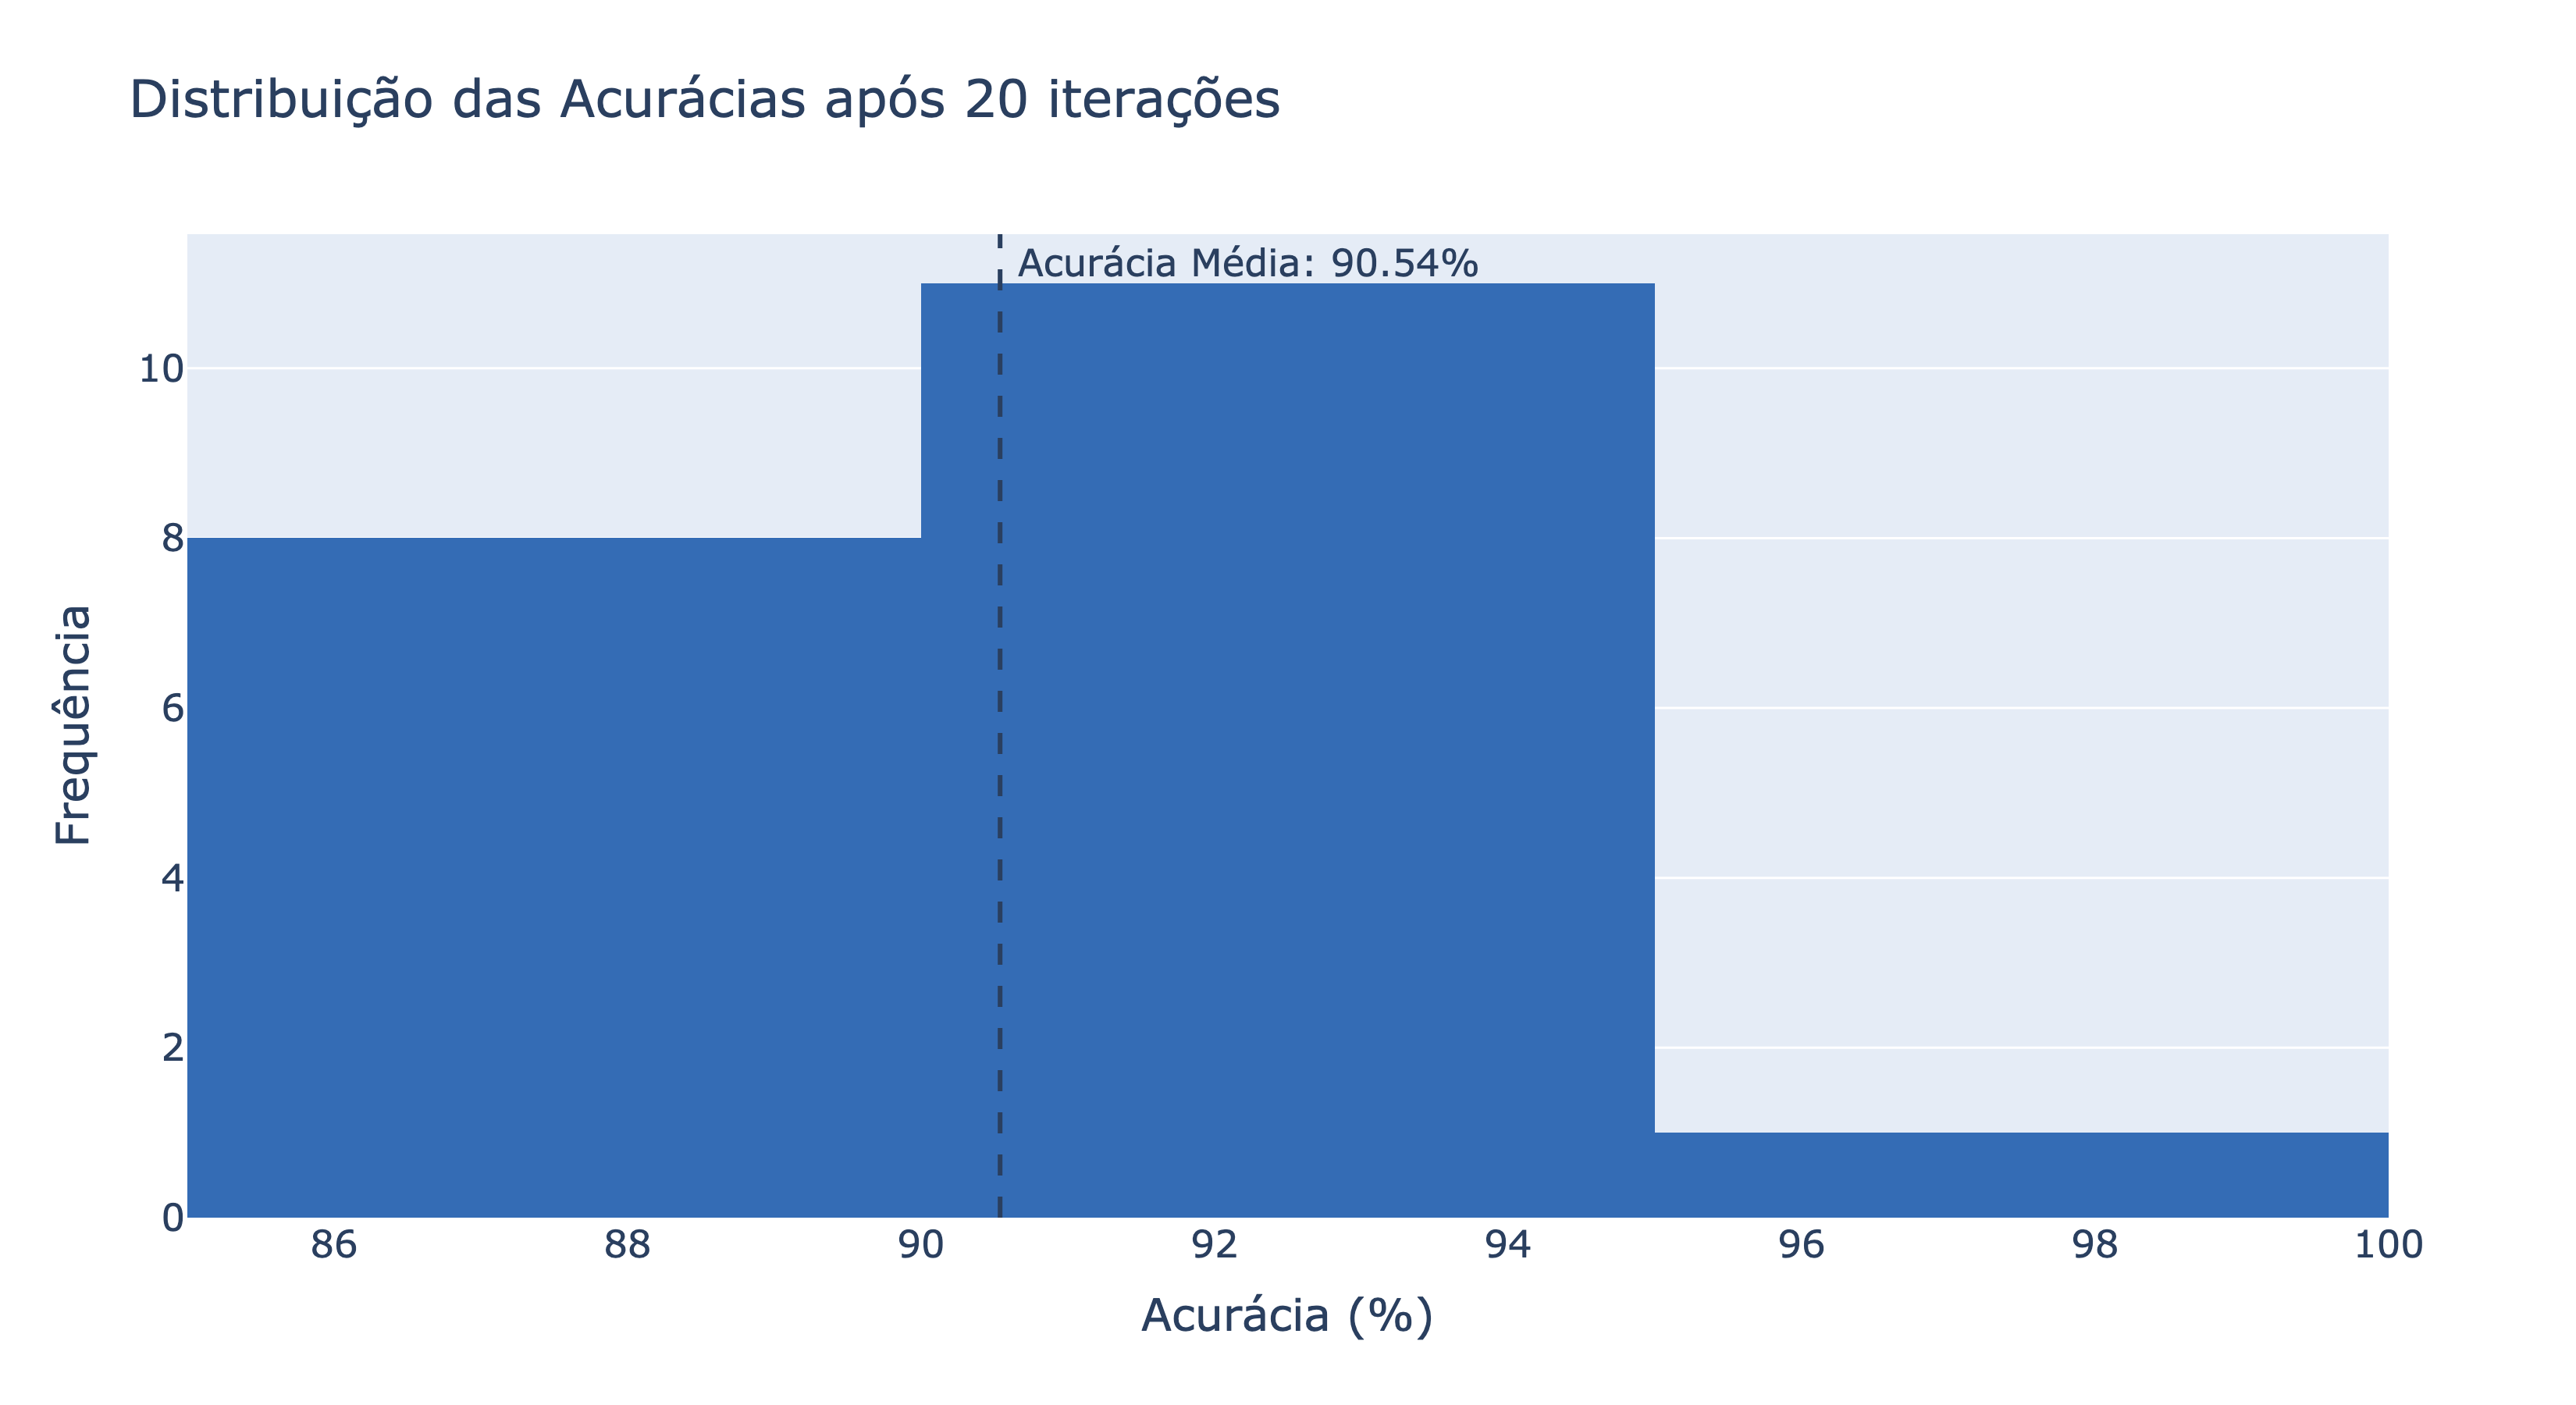 Distribuição das Acurácias após 20 iterações
Acurácia Média: 90.54%
10
8
6
4
2
0
Frequência
86 88 90 92 94 96 98 100
Acurácia (%)